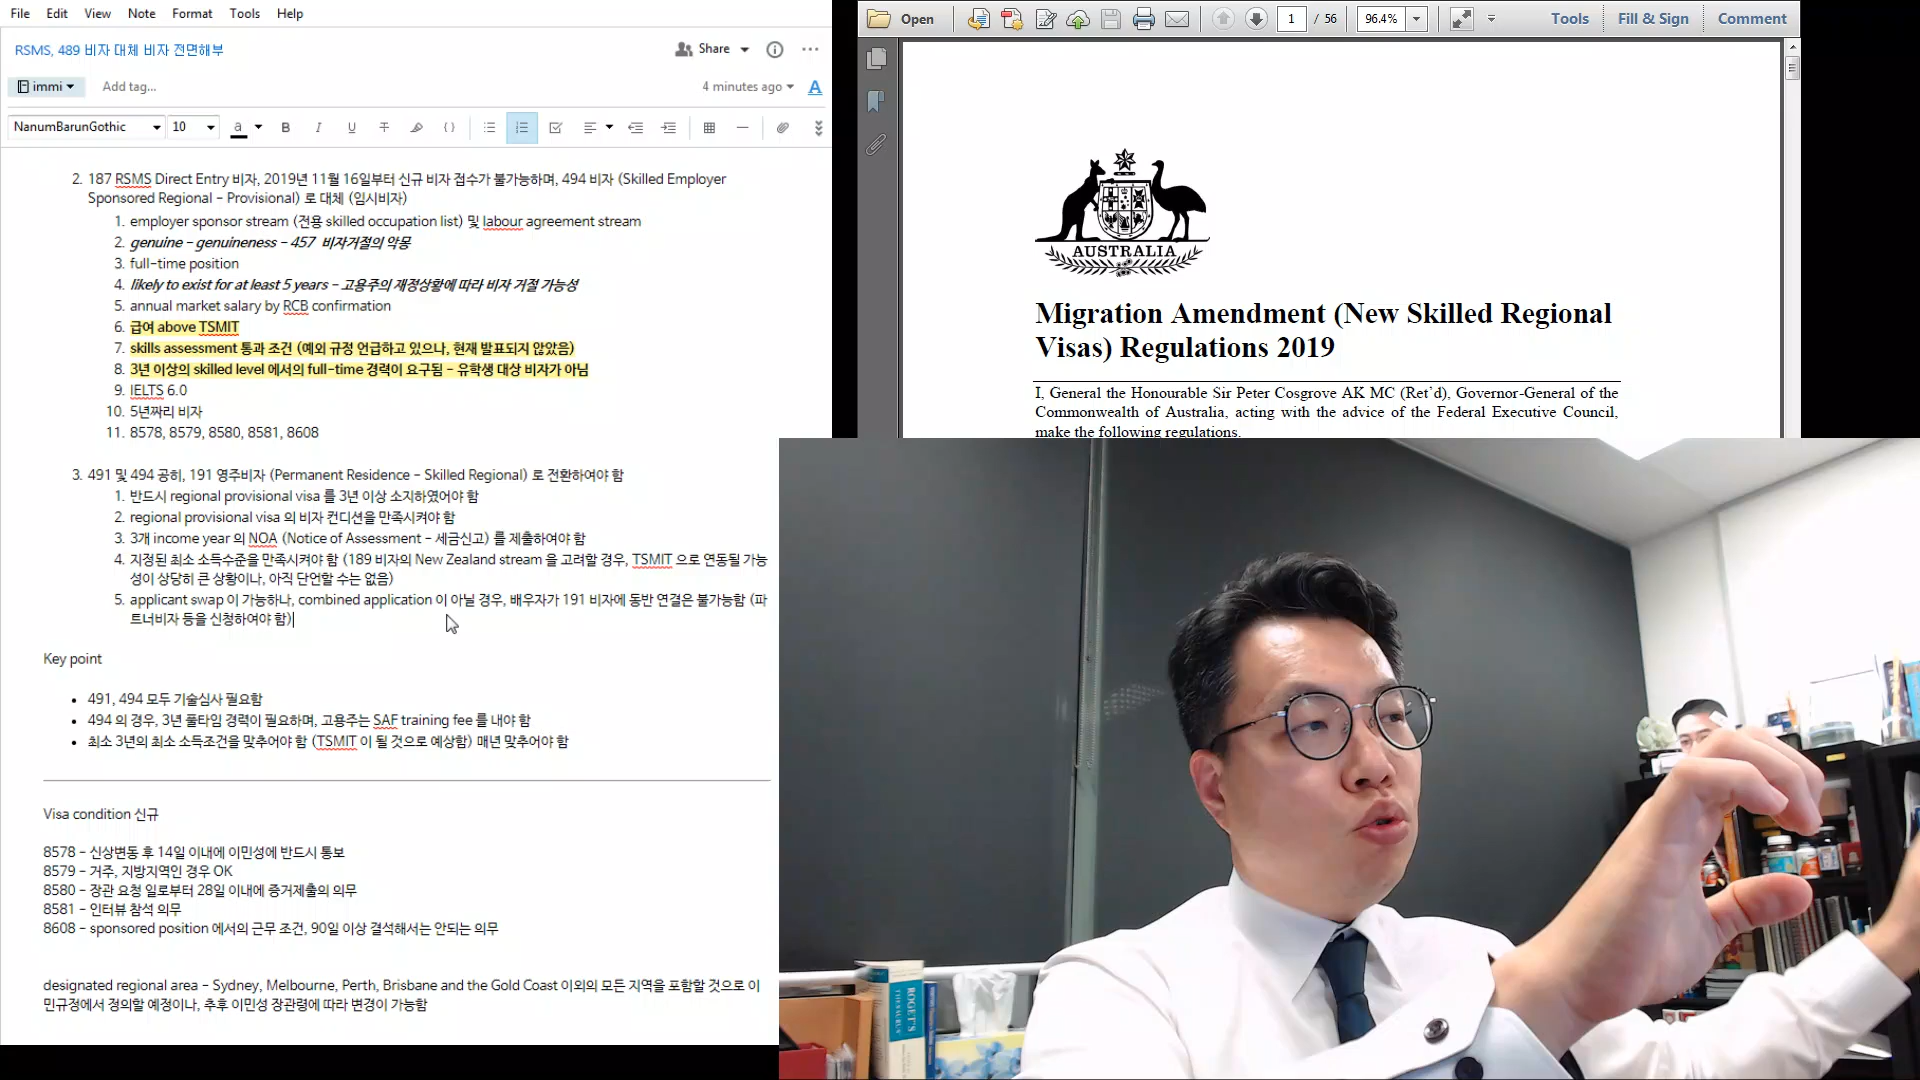 File Edit View Note Format Tools Help
RSMS, 489 비자 대체 비자 전면해부
Share
immi
Add tag...
4 minutes ago
A
NanumBarunGothic 10 a B I U T
2. 187 RSMS Direct Entry 비자, 2019년 11월 16일부터 신규 비자 접수가 불가능하며, 494 비자 (Skilled Employer
Sponsored Regional - Provisional) 로 대체 (임시비자)
1. employer sponsor stream (전용 skilled occupation list) 및 labour agreement stream
2. genuine - genuineness - 457 비자거절의 악몽
3. full-time position
4. likely to exist for at least 5 years - 고용주의 재정상황에 따라 비자 거절 가능성
5. annual market salary by RCB confirmation
6. 급여 above TSMIT
7. skills assessment 통과 조건 (예외 규정 언급하고 있으나, 현재 발표되지 않았음)
8. 3년 이상의 skilled level 에서의 full-time 경력이 요구됨 - 유학생 대상 비자가 아님
9. IELTS 6.0
10. 5년짜리 비자
11. 8578, 8579, 8580, 8581, 8608
3. 491 및 494 공히, 191 영주비자 (Permanent Residence - Skilled Regional) 로 전환하여야 함
1. 반드시 regional provisional visa 를 3년 이상 소지하였어야 함
2. regional provisional visa 의 비자 컨디션을 만족시켜야 함
3. 3개 income year 의 NOA (Notice of Assessment - 세금신고) 를 제출하여야 함
4. 지정된 최소 소득수준을 만족시켜야 함 (189 비자의 New Zealand stream 을 고려할 경우, TSMIT 으로 연동될 가능
성이 상당히 큰 상황이나, 아직 단언할 수는 없음)
5. applicant swap 이 가능하나, combined application 이 아닐 경우, 배우자가 191 비자에 동반 연결은 불가능함 (파
트너비자 등을 신청하여야 함)
Key point
• 491, 494 모두 기술심사 필요함
• 494 의 경우, 3년 풀타임 경력이 필요하며, 고용주는 SAF training fee 를 내야 함
• 최소 3년의 최소 소득조건을 맞추어야 함 (TSMIT 이 될 것으로 예상함) 매년 맞추어야 함
Visa condition 신규
8578 - 신상변동 후 14일 이내에 이민성에 반드시 통보
8579 - 거주, 지방지역인 경우 OK
8580 - 장관 요청 일로부터 28일 이내에 증거제출의 의무
8581 - 인터뷰 참석 의무
8608 - sponsored position 에서의 근무 조건, 90일 이상 결석해서는 안되는 의무
designated regional area - Sydney, Melbourne, Perth, Brisbane and the Gold Coast 이외의 모든 지역을 포함할 것으로 이
민규정에서 정의할 예정이나, 추후 이민성 장관령에 따라 변경이 가능함
Open 1 / 56 96.4% Tools Fill & Sign Comment
AUSTRALIA
Migration Amendment (New Skilled Regional
Visas) Regulations 2019
I, General the Honourable Sir Peter Cosgrove AK MC (Ret'd), Governor-General of the
Commonwealth of Australia, acting with the advice of the Federal Executive Council,
make the following regulations.
ROGET'S
THESAURUS